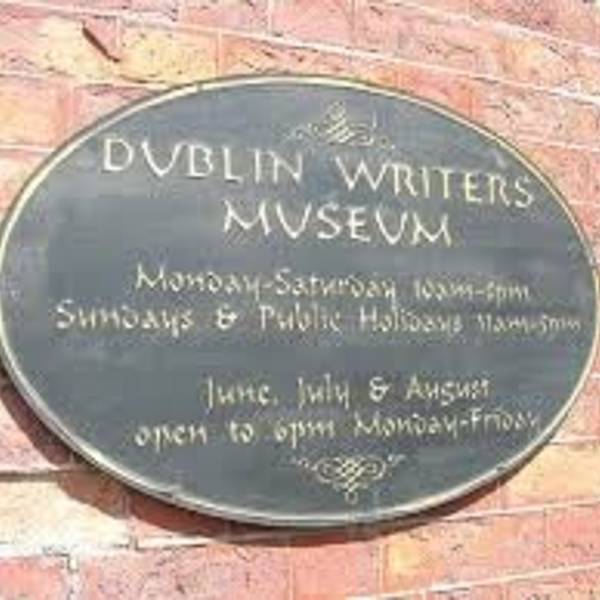 DUBLIN WRITERS
MUSEUM
Monday-Saturday 10am-5pm
Sundays & Public Holidays 11am-5pm
June, July & August
open to 6pm Monday-Friday